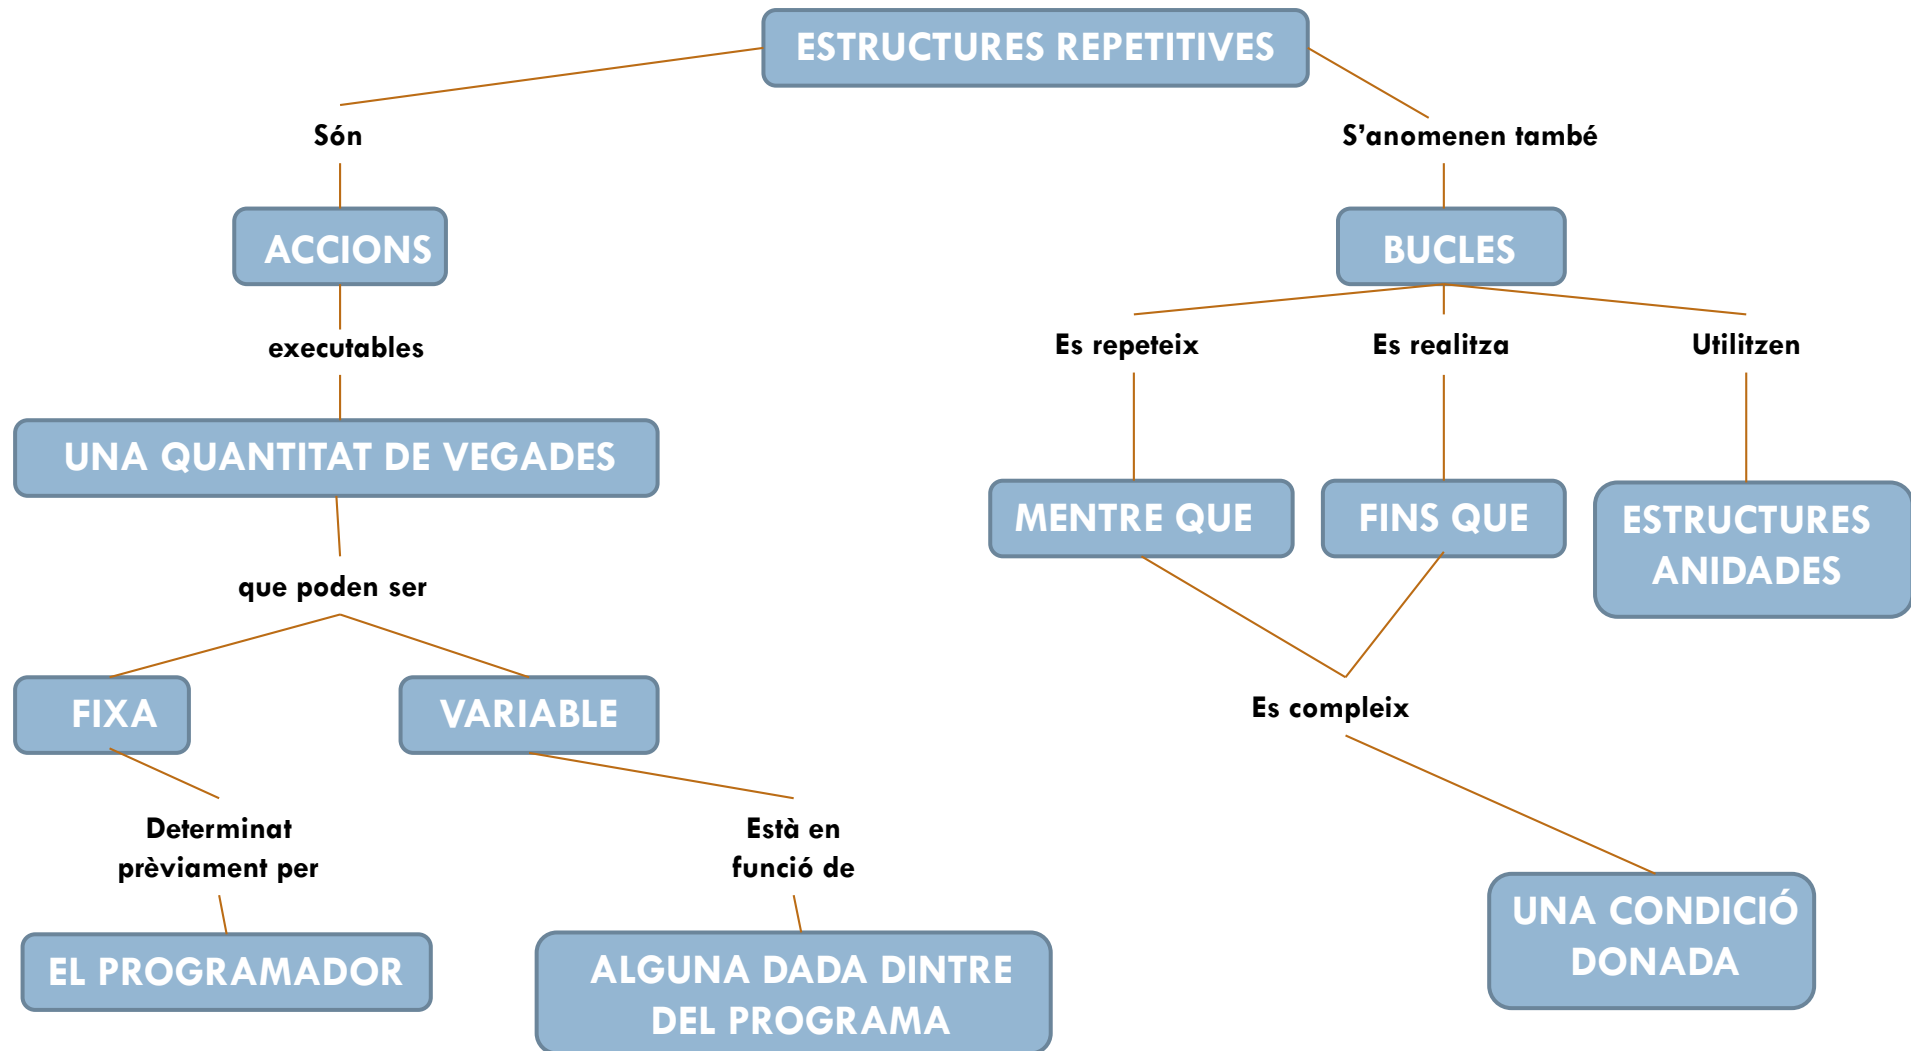 ESTRUCTURES REPETITIVES
Són
S’anomenen també
ACCIONS
BUCLES
executables
Es repeteix
Es realitza
Utilitzen
UNA QUANTITAT DE VEGADES
MENTRE QUE
FINS QUE
ESTRUCTURES
ANIDADES
que poden ser
FIXA
VARIABLE
Es compleix
Determinat
prèviament per
Està en
funció de
EL PROGRAMADOR
ALGUNA DADA DINTRE
DEL PROGRAMA
UNA CONDICIÓ
DONADA